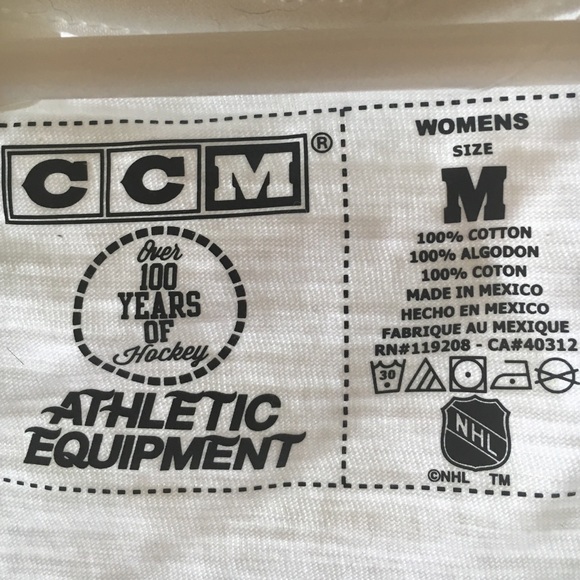 CCM®
Over
100
YEARS
OF
Hockey
ATHLETIC
EQUIPMENT
WOMENS
SIZE
M
100% COTTON
100% ALGODON
100% COTON
MADE IN MEXICO
HECHO EN MEXICO
FABRIQUE AU MEXIQUE
RN#119208 - CA#40312
30
NHL
©NHL TM